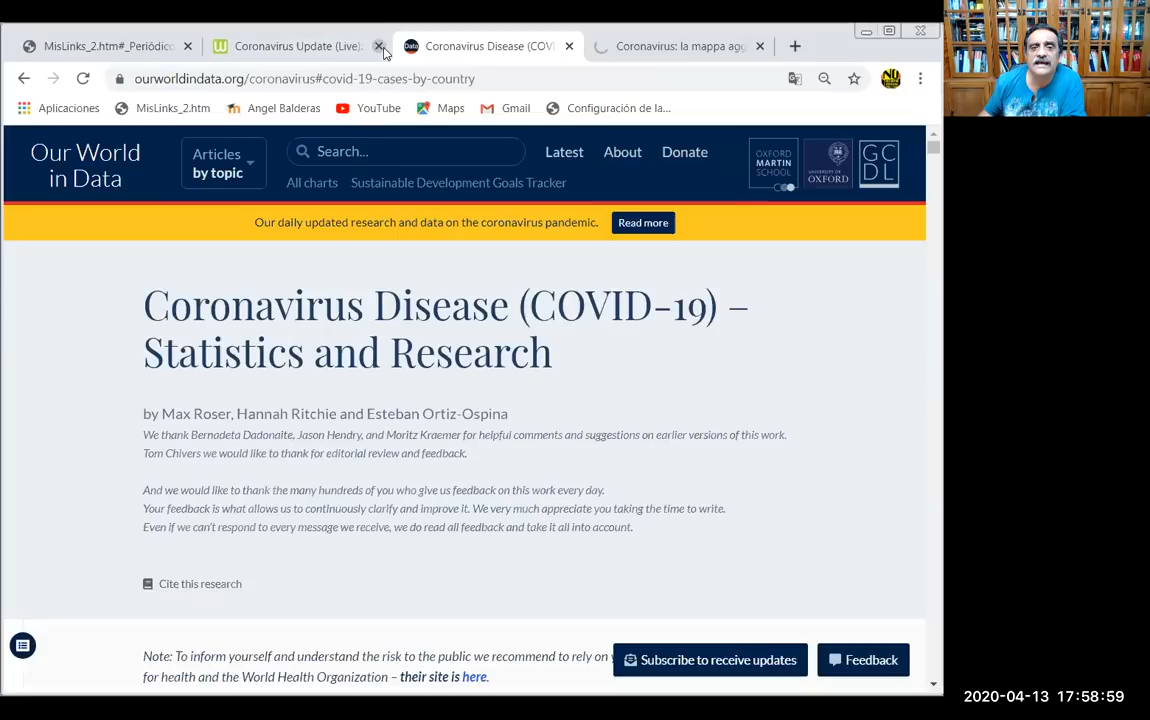 MisLinks_2.htm#_Periódico
Coronavirus Update (Live):
Data
Coronavirus Disease (COVI
Coronavirus: la mappa agg
ourworldindata.org/coronavirus#covid-19-cases-by-country
Aplicaciones
MisLinks_2.htm
Angel Balderas
YouTube
Maps
Gmail
Configuración de la...
Our World
in Data
Articles
by topic
Search...
Latest
About
Donate
All charts
Sustainable Development Goals Tracker
OXFORD
MARTIN
SCHOOL
UNIVERSITY OF
OXFORD
GC
DL
Our daily updated research and data on the coronavirus pandemic.
Read more
Coronavirus Disease (COVID-19) –
Statistics and Research
by Max Roser, Hannah Ritchie and Esteban Ortiz-Ospina
We thank Bernadeta Dadonaite, Jason Hendry, and Moritz Kraemer for helpful comments and suggestions on earlier versions of this work.
Tom Chivers we would like to thank for editorial review and feedback.
And we would like to thank the many hundreds of you who give us feedback on this work every day.
Your feedback is what allows us to continuously clarify and improve it. We very much appreciate you taking the time to write.
Even if we can't respond to every message we receive, we do read all feedback and take it all into account.
Cite this research
Note: To inform yourself and understand the risk to the public we recommend to rely on
for health and the World Health Organization – their site is here.
Subscribe to receive updates
Feedback
2020-04-13 17:58:59